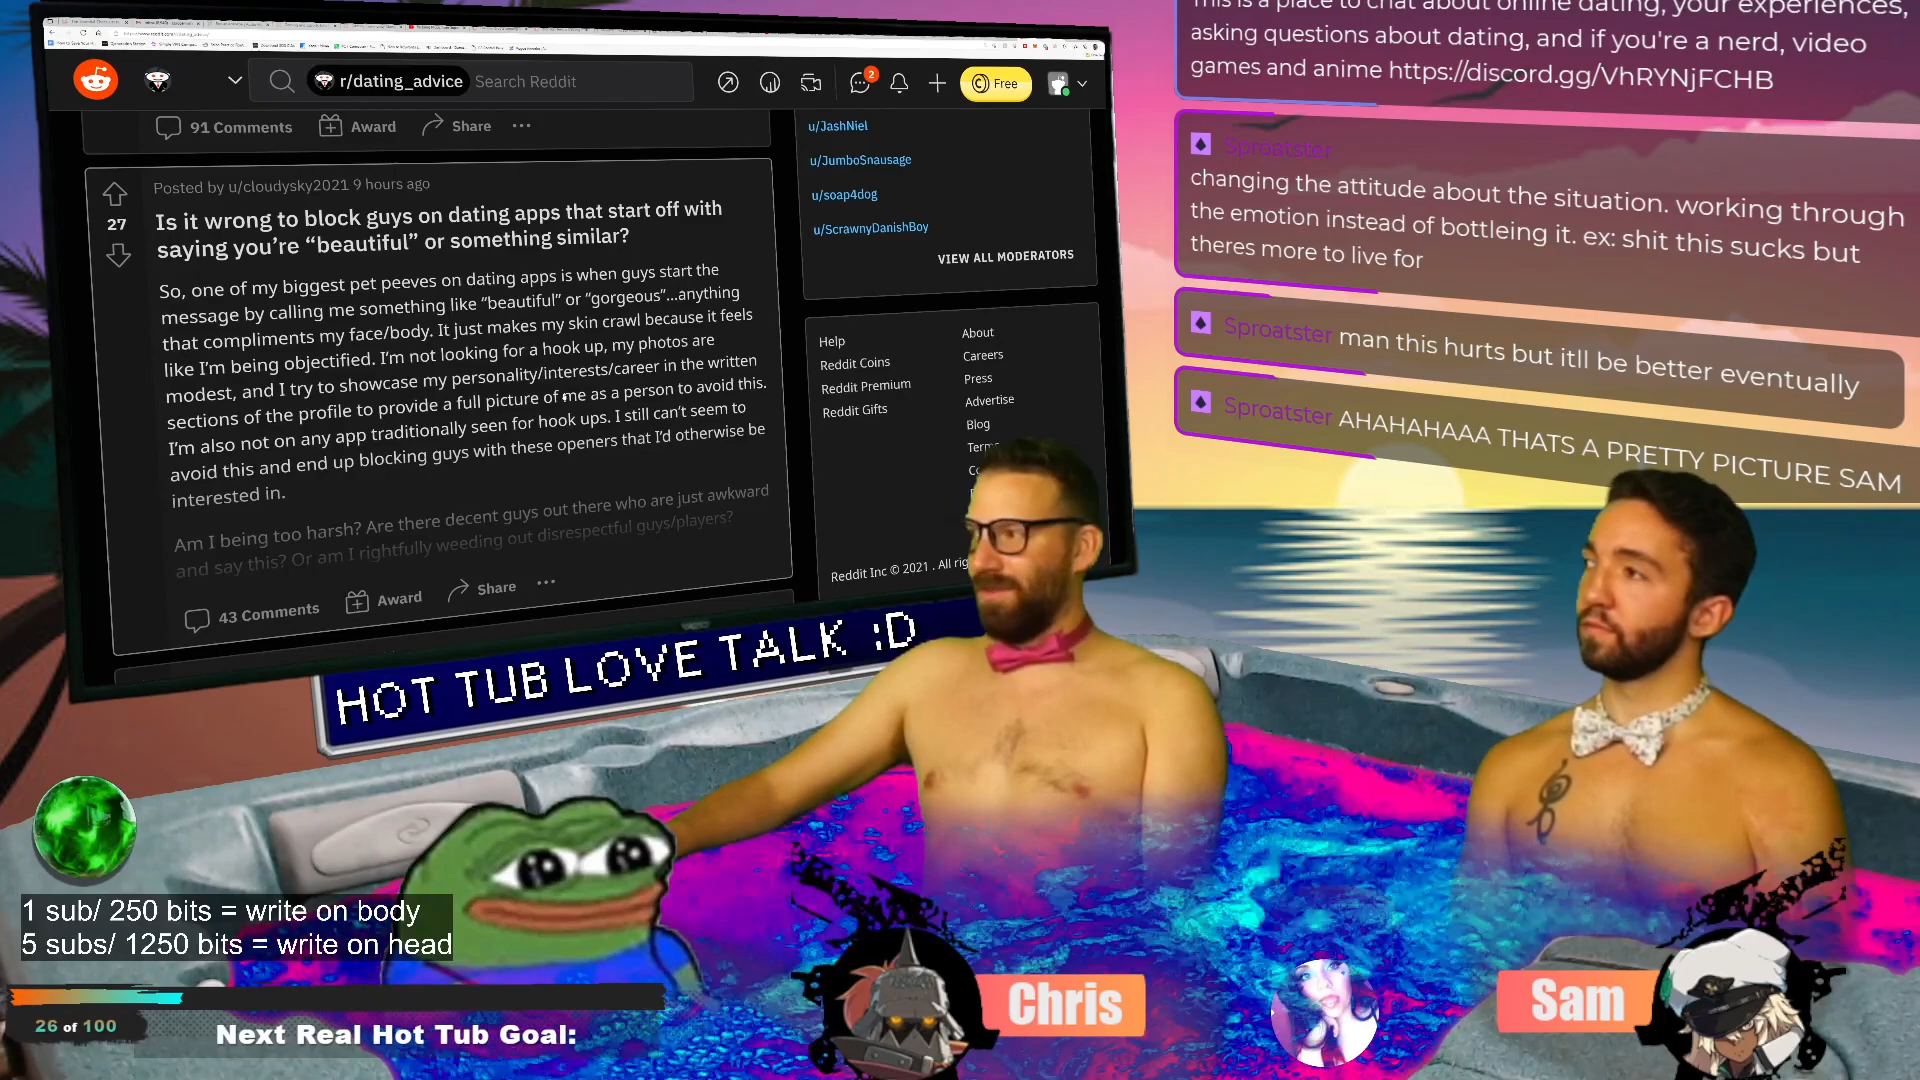 r/dating_advice
Search Reddit
2
Free
91 Comments
Award
Share
Posted by u/cloudysky2021 9 hours ago
27
Is it wrong to block guys on dating apps that start off with
saying you're “beautiful” or something similar?
So, one of my biggest pet peeves on dating apps is when guys start the
message by calling me something like “beautiful” or “gorgeous”...anything
that compliments my face/body. It just makes my skin crawl because it feels
like I'm being objectified. I'm not looking for a hook up, my photos are
modest, and I try to showcase my personality/interests/career in the written
sections of the profile to provide a full picture of me as a person to avoid this.
I'm also not on any app traditionally seen for hook ups. I still can't seem to
avoid this and end up blocking guys with these openers that I'd otherwise be
interested in.
Am I being too harsh? Are there decent guys out there who are just awkward
and say this? Or am I rightfully weeding out disrespectful guys/players?
43 Comments
Award
Share
u/JashNiel
u/JumboSnausage
u/soap4dog
u/ScrawnyDanishBoy
VIEW ALL MODERATORS
Help
Reddit Coins
Reddit Premium
Reddit Gifts
About
Careers
Press
Advertise
Blog
Reddit Inc © 2021 . All
This is a place to chat about online dating, your experiences,
asking questions about dating, and if you're a nerd, video
games and anime https://discord.gg/VhRYNjFCHB
Sproatster
changing the attitude about the situation. working through
the emotion instead of bottleing it. ex: shit this sucks but
theres more to live for
Sproatster man this hurts but itll be better eventually
Sproatster AHAHAHAAA THATS A PRETTY PICTURE SAM
HOT TUB LOVE TALK :D
1 sub/ 250 bits = write on body
5 subs/ 1250 bits = write on head
26 of 100
Next Real Hot Tub Goal:
Chris
Sam